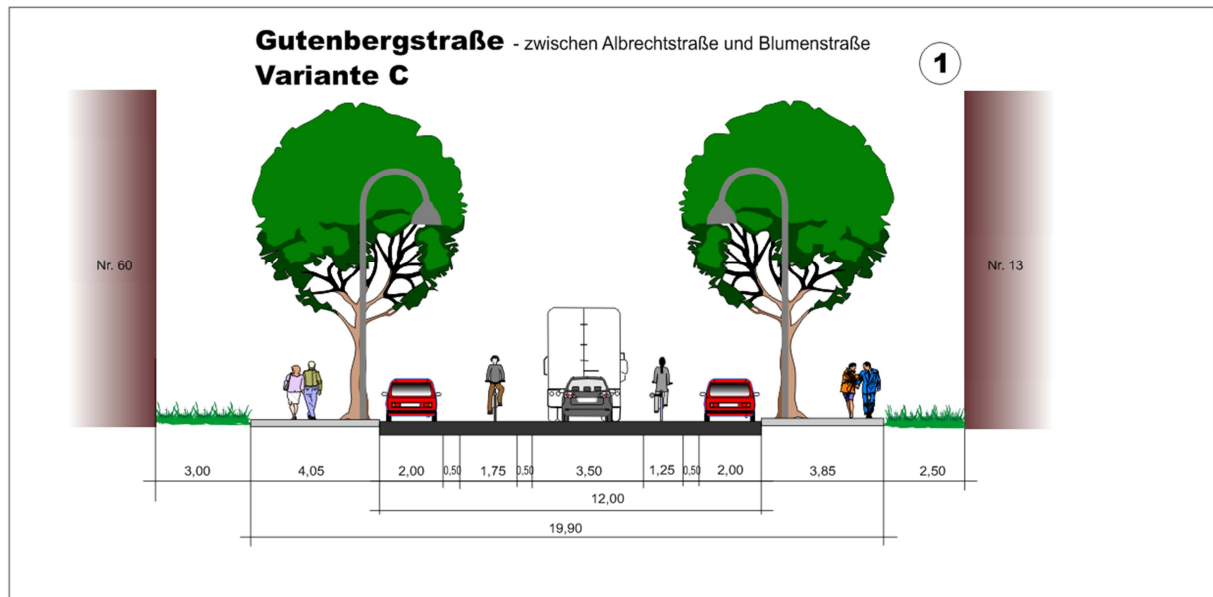 Gutenbergstraße - zwischen Albrechtstraße und Blumenstraße
Variante C
1
Nr. 60
Nr. 13
3,00 4,05 2,00 0,50 1,75 0,50 3,50 1,25 0,50 2,00 3,85 2,50
12,00
19,90